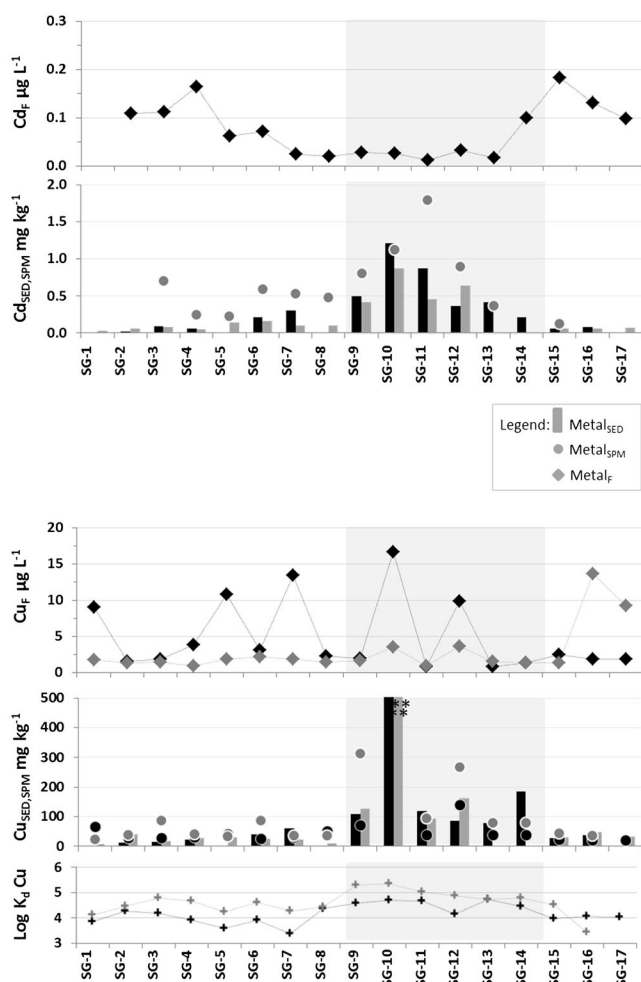 0.3
0.2
0.1
0.0
Cd_F µg L⁻¹
2.0
1.5
1.0
0.5
0.0
Cd_SED,SPM mg kg⁻¹
SG-1 SG-2 SG-3 SG-4 SG-5 SG-6 SG-7 SG-8 SG-9 SG-10 SG-11 SG-12 SG-13 SG-14 SG-15 SG-16 SG-17
Legend: Metal_SED
Metal_SPM
Metal_F
20
15
10
5
0
Cu_F µg L⁻¹
500
400
300
200
100
0
Cu_SED,SPM mg kg⁻¹
**
**
6
5
4
3
Log K_d Cu
SG-1 SG-2 SG-3 SG-4 SG-5 SG-6 SG-7 SG-8 SG-9 SG-10 SG-11 SG-12 SG-13 SG-14 SG-15 SG-16 SG-17